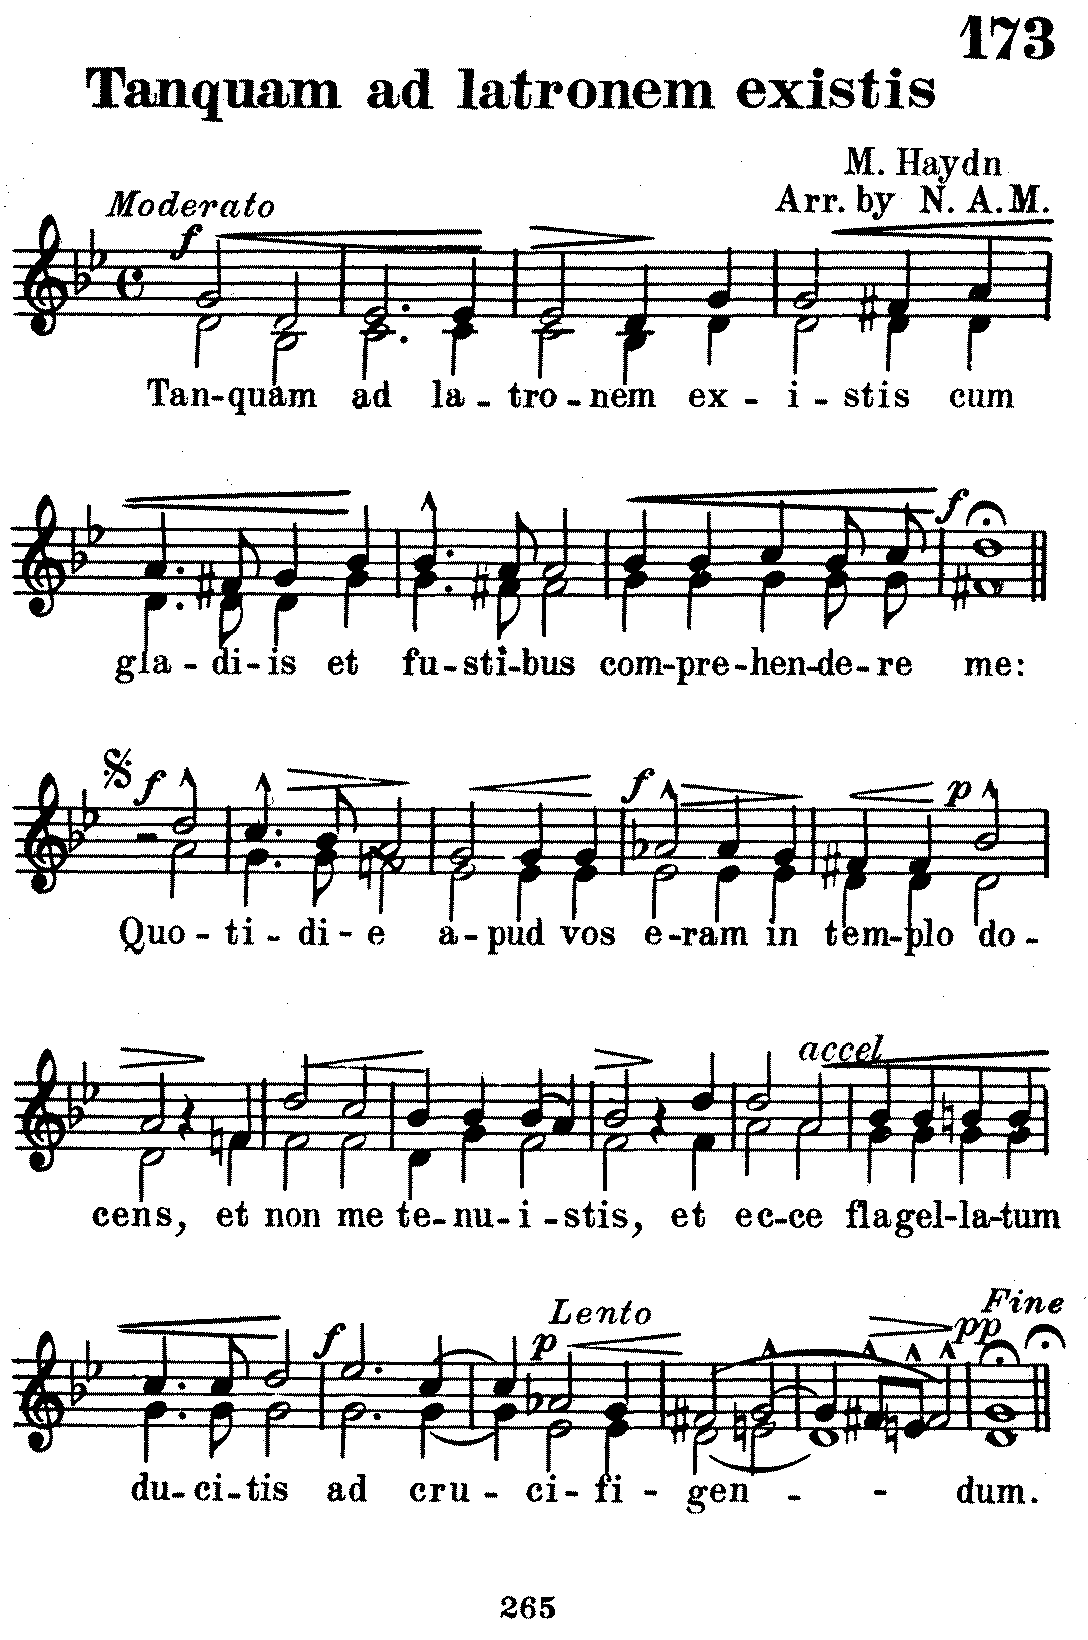 173
Tanquam ad latronem existis
M. Haydn
Moderato
Arr. by N. A. M.
f
Tan-quam ad la - tro - nem ex - i - stis cum
f
gla - di - is et fu - sti - bus com-pre-hen-de - re me:
f f p
Quo - ti - di - e a - pud vos e - ram in tem-plo do -
accel
cens, et non me te - nu - i - stis, et ec-ce flagel-la-tum
Fine
Lento
f p pp
du - ci - tis ad cru - ci - fi - gen - - dum.
265